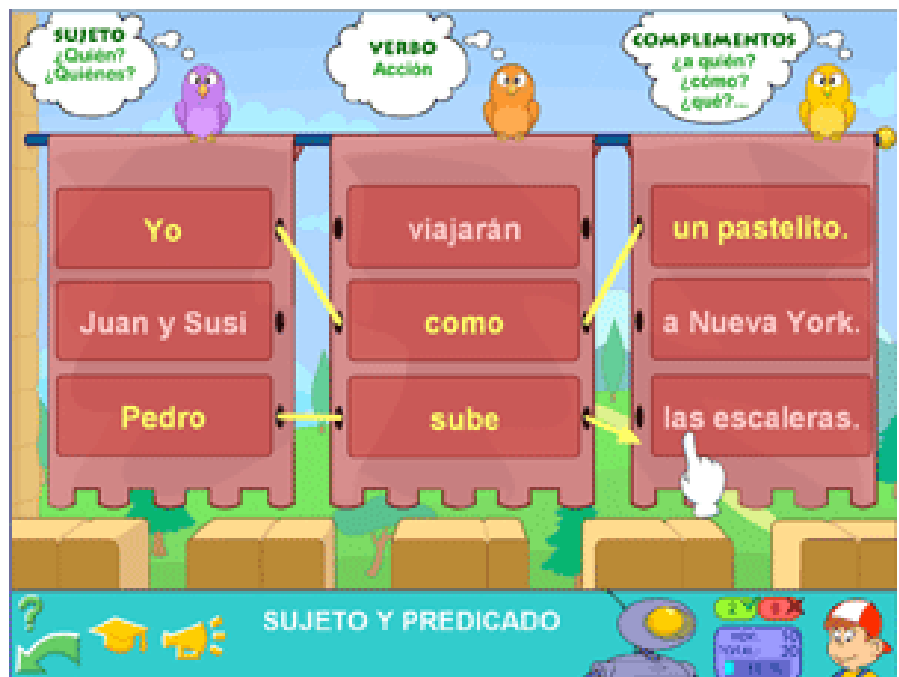 SUJETO
¿Quién?
¿Quiénes?
VERBO
Acción
COMPLEMENTOS
¿a quién?
¿cómo?
¿qué?...
Yo
viajarán
un pastelito.
Juan y Susi
como
a Nueva York.
Pedro
sube
las escaleras.
SUJETO Y PREDICADO